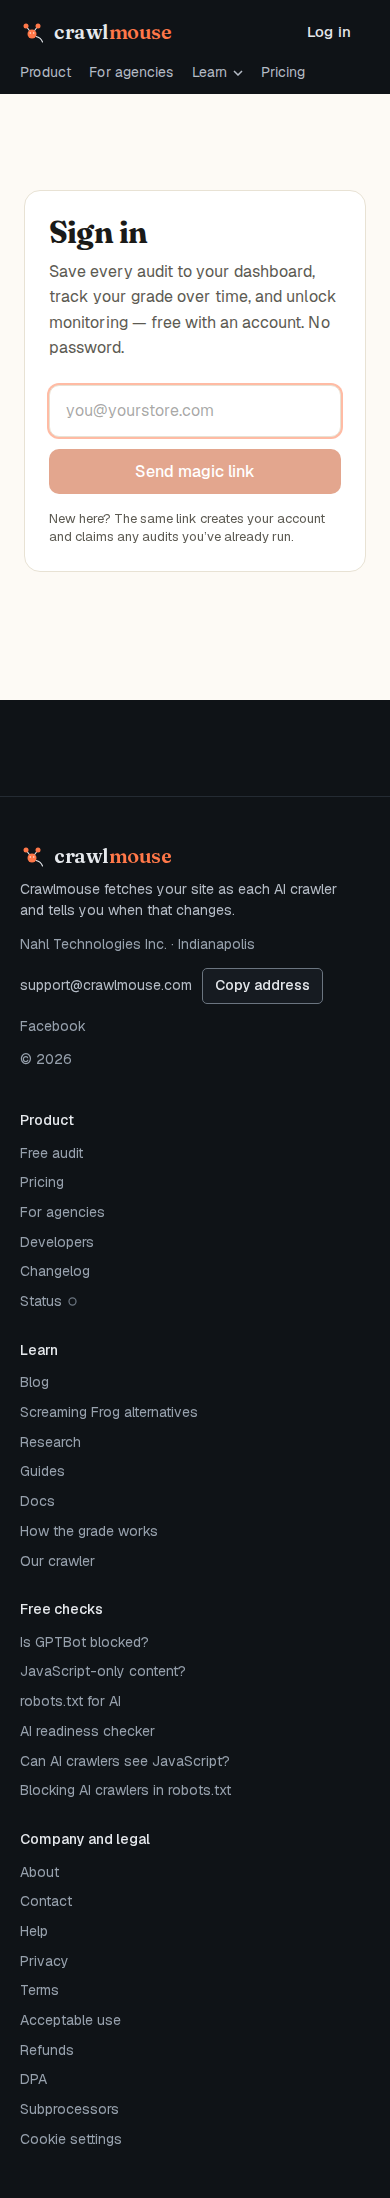 crawlmouse
Log in
Product For agencies Learn Pricing
Sign in
Save every audit to your dashboard,
track your grade over time, and unlock
monitoring — free with an account. No
password.
you@yourstore.com
Send magic link
New here? The same link creates your account
and claims any audits you’ve already run.
crawlmouse
Crawlmouse fetches your site as each AI crawler
and tells you when that changes.
Nahl Technologies Inc. · Indianapolis
support@crawlmouse.com Copy address
Facebook
© 2026
Product
Free audit
Pricing
For agencies
Developers
Changelog
Status
Learn
Blog
Screaming Frog alternatives
Research
Guides
Docs
How the grade works
Our crawler
Free checks
Is GPTBot blocked?
JavaScript-only content?
robots.txt for AI
AI readiness checker
Can AI crawlers see JavaScript?
Blocking AI crawlers in robots.txt
Company and legal
About
Contact
Help
Privacy
Terms
Acceptable use
Refunds
DPA
Subprocessors
Cookie settings